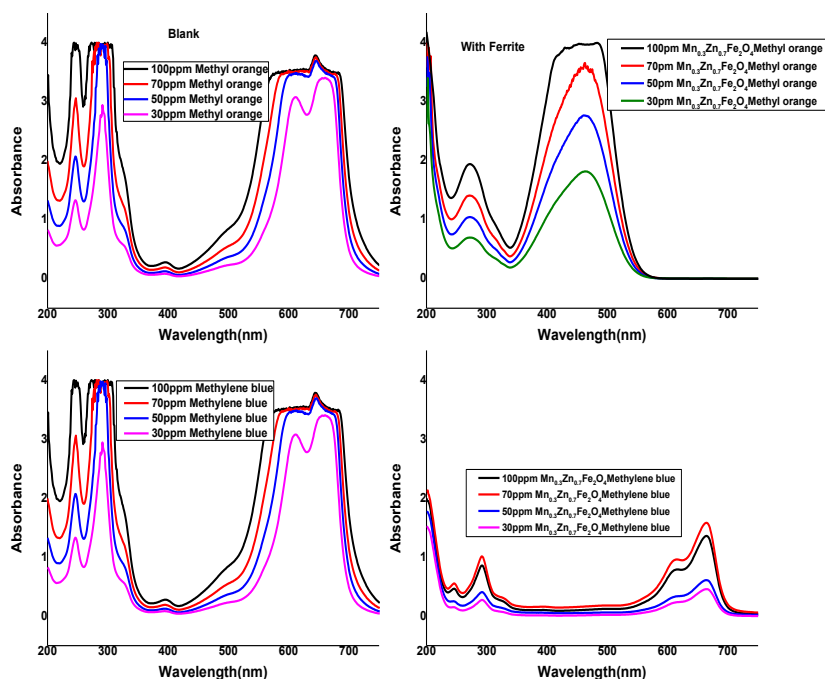 Blank
100ppm Methyl orange
70ppm Methyl orange
50ppm Methyl orange
30ppm Methyl orange
Absorbance
4
3
2
1
0
200 300 400 500 600 700
Wavelength(nm)
With Ferrite
100pm Mn0.3Zn0.7Fe2O4Methyl orange
70pm Mn0.3Zn0.7Fe2O4Methyl orange
50pm Mn0.3Zn0.7Fe2O4Methyl orange
30pm Mn0.3Zn0.7Fe2O4Methyl orange
Absorbance
4
3
2
1
0
200 300 400 500 600 700
Wavelength(nm)
100ppm Methylene blue
70ppm Methylene blue
50ppm Methylene blue
30ppm Methylene blue
Absorbance
4
3
2
1
0
200 300 400 500 600 700
Wavelength(nm)
100ppm Mn0.3Zn0.7Fe2O4Methylene blue
70ppm Mn0.3Zn0.7Fe2O4Methylene blue
50ppm Mn0.3Zn0.7Fe2O4Methylene blue
30ppm Mn0.3Zn0.7Fe2O4Methylene blue
Absorbance
4
3
2
1
0
200 300 400 500 600 700
Wavelength(nm)